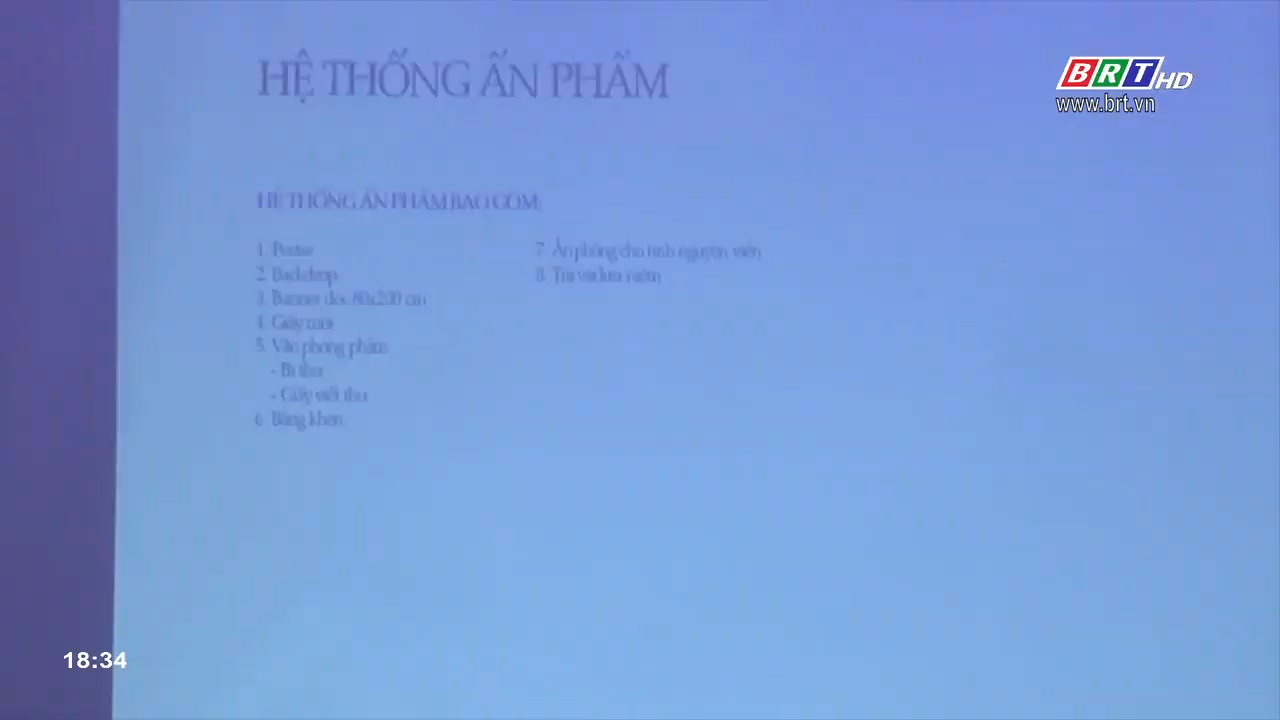 HỆ THỐNG ẤN PHẨM
BRT HD
www.brt.vn
HỆ THỐNG ẤN PHẨM BAO GỒM:
1. Poster
2. Backdrop
3. Banner dọc 80x200 cm
4. Giấy mời
5. Văn phòng phẩm
- Bì thư
- Giấy viết thư
6. Bằng khen
7. Áo phông cho tình nguyện viên
8. Túi vải lưu niệm
18:34